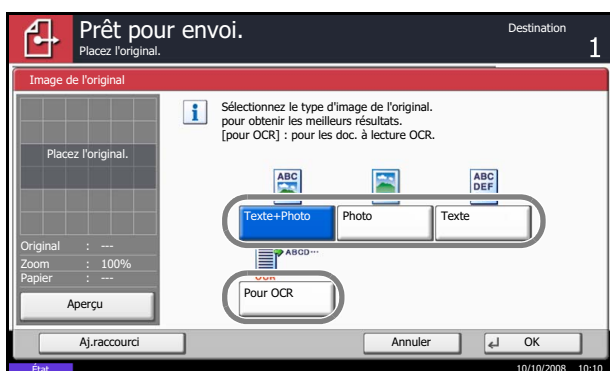 Prêt pour envoi.
Placez l'original.
Destination
1
Image de l'original
Sélectionnez le type d'image de l'original.
pour obtenir les meilleurs résultats.
[pour OCR] : pour les doc. à lecture OCR.
Placez l'original.
ABC
ABC
DEF
Texte+Photo
Photo
Texte
Original : ---
Zoom : 100%
Papier : ---
ABCD...
OCR
Pour OCR
Aperçu
Aj.raccourci
Annuler
OK
État
10/10/2008 10:10